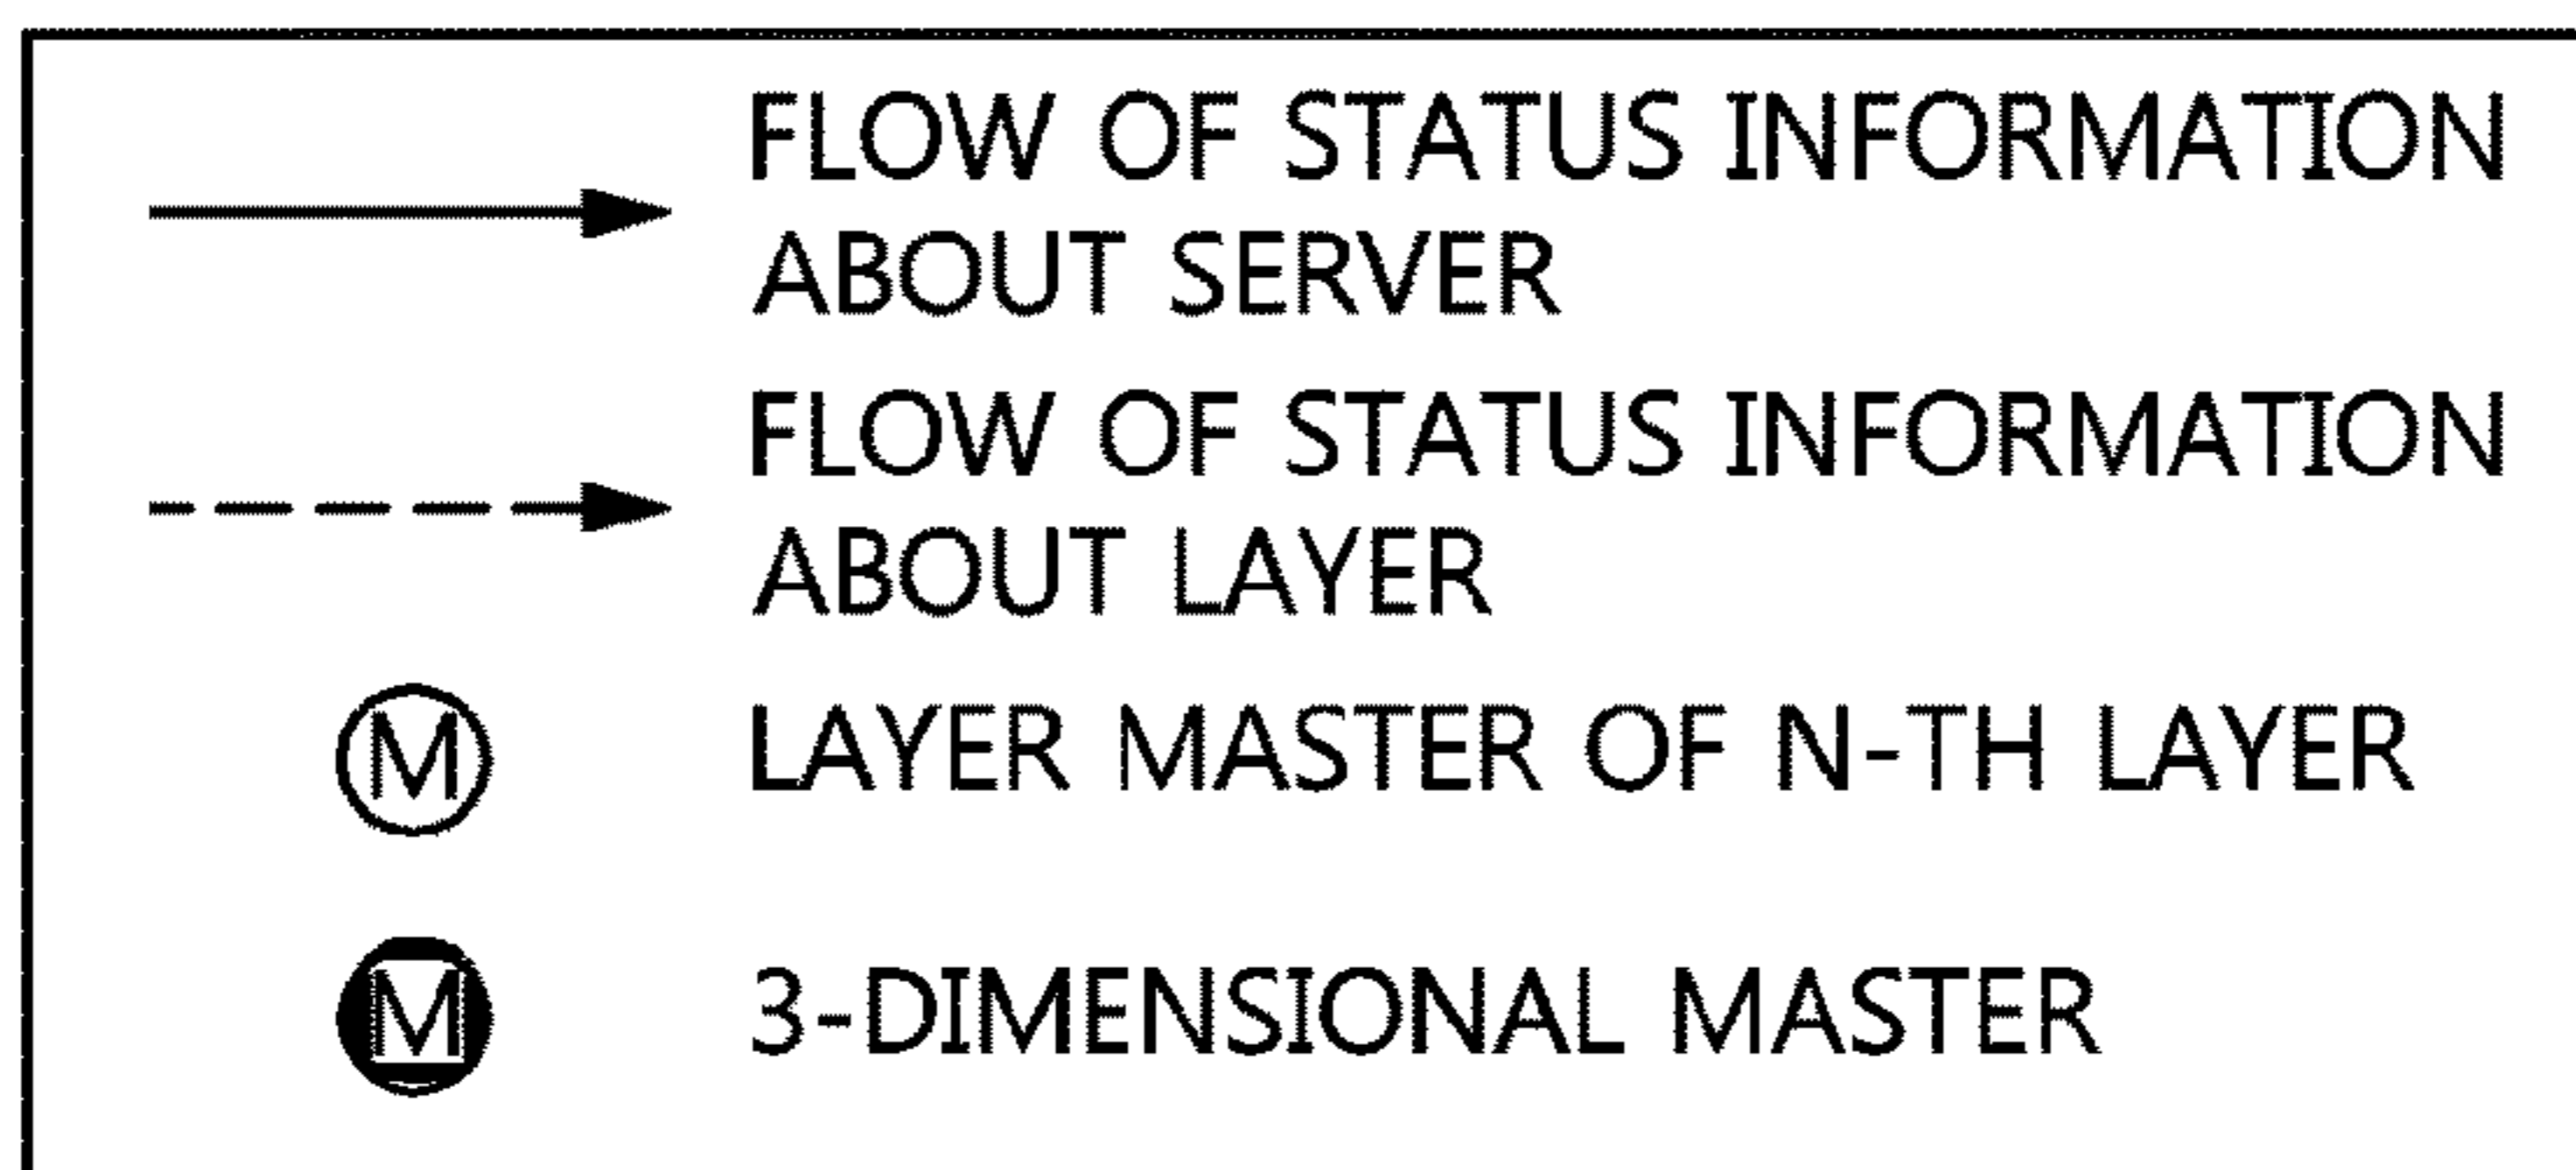 FLOW OF STATUS INFORMATION
ABOUT SERVER
FLOW OF STATUS INFORMATION
ABOUT LAYER
M LAYER MASTER OF N-TH LAYER
M 3-DIMENSIONAL MASTER